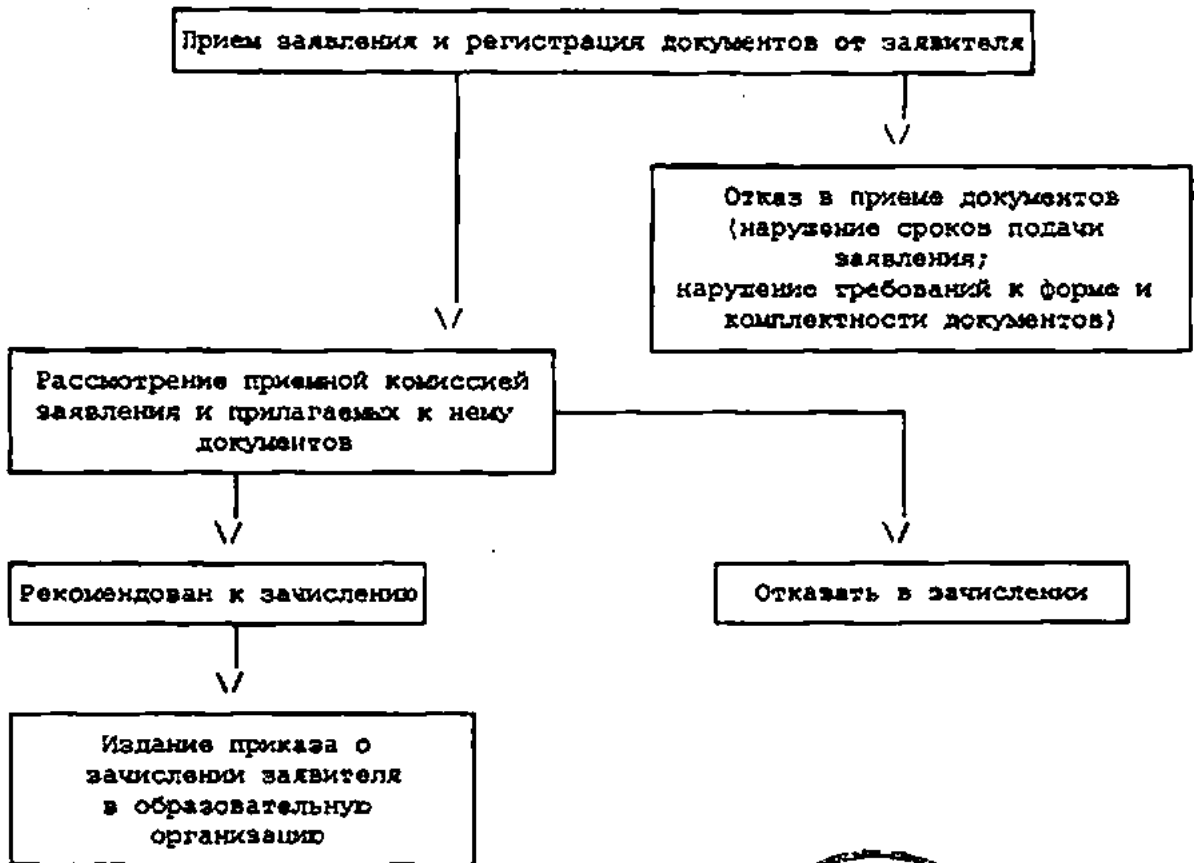 Прием заявления и регистрация документов от заявителя
Отказ в приеме документов
(нарушение сроков подачи
заявления;
нарушение требований к форме и
комплектности документов)
Рассмотрение приемной комиссией
заявления и прилагаемых к нему
документов
Рекомендован к зачислению
Отказать в зачислении
Издание приказа о
зачислении заявителя
в образовательную
организацию